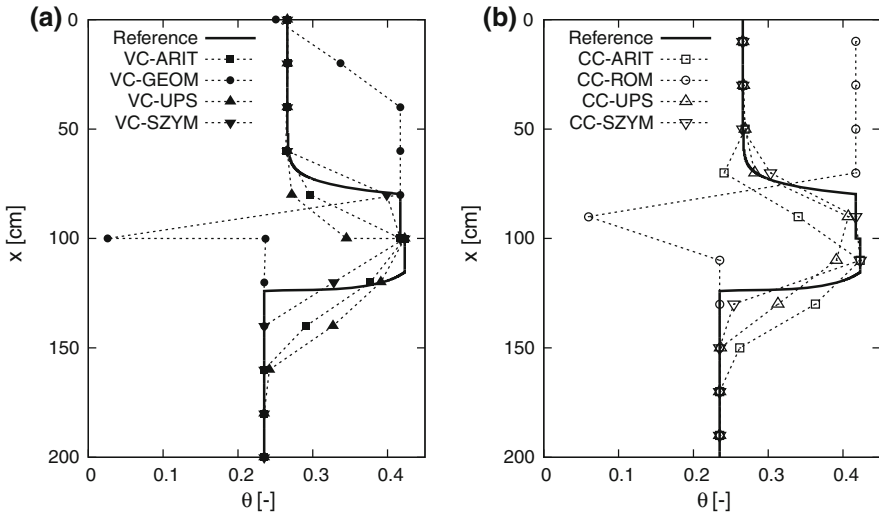 (a)
0
50
100
150
200
x [cm]
0
0.1
0.2
0.3
0.4
θ [-]
Reference
VC-ARIT
VC-GEOM
VC-UPS
VC-SZYM
(b)
0
50
100
150
200
x [cm]
0
0.1
0.2
0.3
0.4
θ [-]
Reference
CC-ARIT
CC-ROM
CC-UPS
CC-SZYM